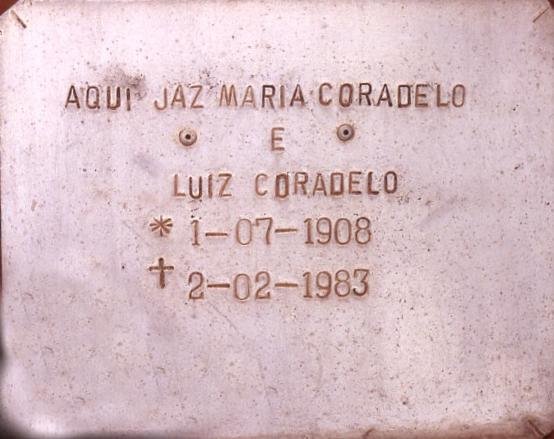 AQUI JAZ MARIA CORADELO
E
LUIZ CORADELO
* 1-07-1908
✝ 2-02-1983